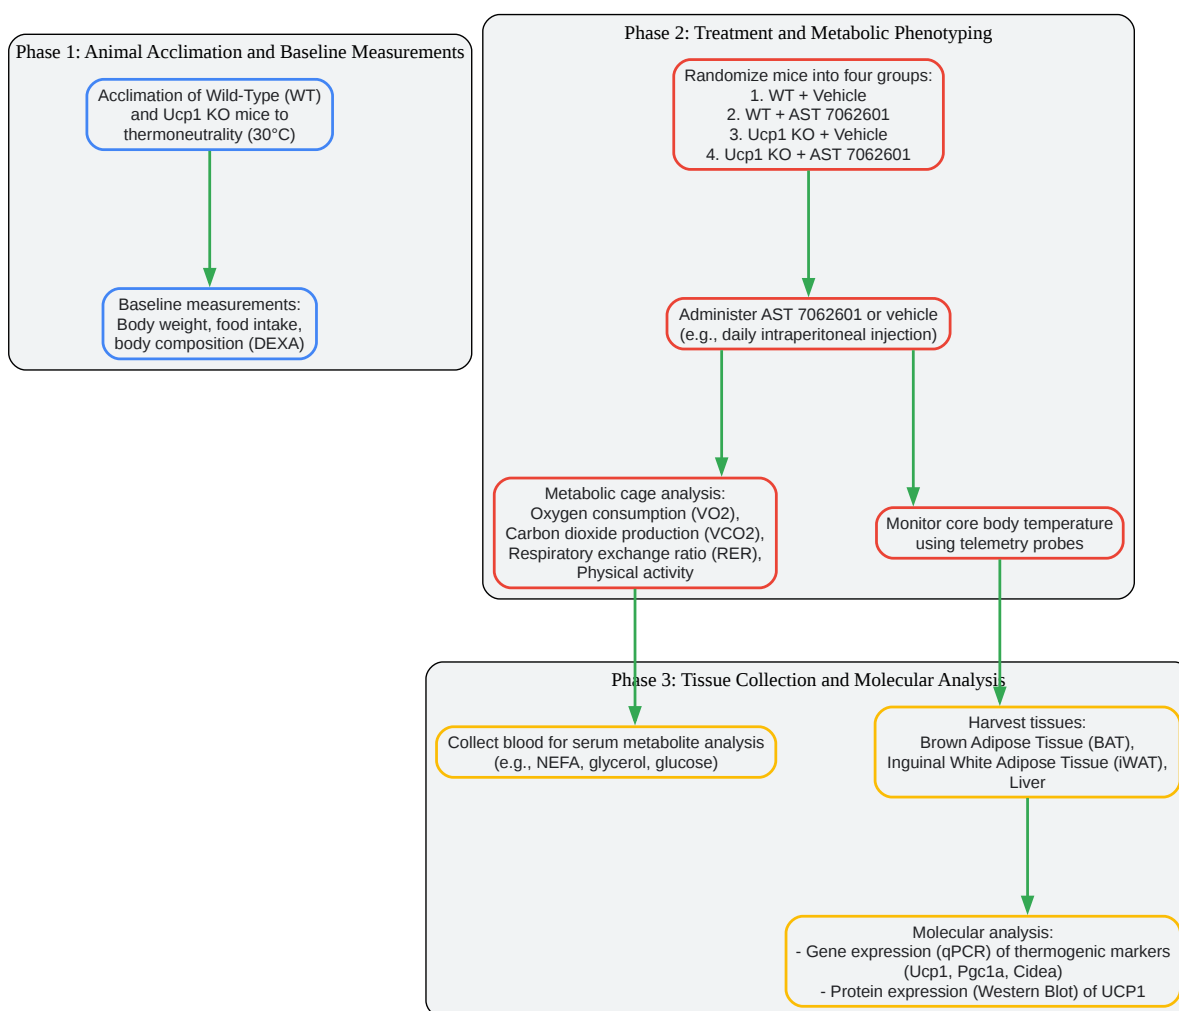 Phase 1: Animal Acclimation and Baseline Measurements
Acclimation of Wild-Type (WT)
and Ucp1 KO mice to
thermoneutrality (30°C)
Baseline measurements:
Body weight, food intake,
body composition (DEXA)
Phase 2: Treatment and Metabolic Phenotyping
Randomize mice into four groups:
1. WT + Vehicle
2. WT + AST 7062601
3. Ucp1 KO + Vehicle
4. Ucp1 KO + AST 7062601
Administer AST 7062601 or vehicle
(e.g., daily intraperitoneal injection)
Metabolic cage analysis:
Oxygen consumption (VO2),
Carbon dioxide production (VCO2),
Respiratory exchange ratio (RER),
Physical activity
Monitor core body temperature
using telemetry probes
Phase 3: Tissue Collection and Molecular Analysis
Collect blood for serum metabolite analysis
(e.g., NEFA, glycerol, glucose)
Harvest tissues:
Brown Adipose Tissue (BAT),
Inguinal White Adipose Tissue (iWAT),
Liver
Molecular analysis:
- Gene expression (qPCR) of thermogenic markers
(Ucp1, Pgc1a, Cidea)
- Protein expression (Western Blot) of UCP1